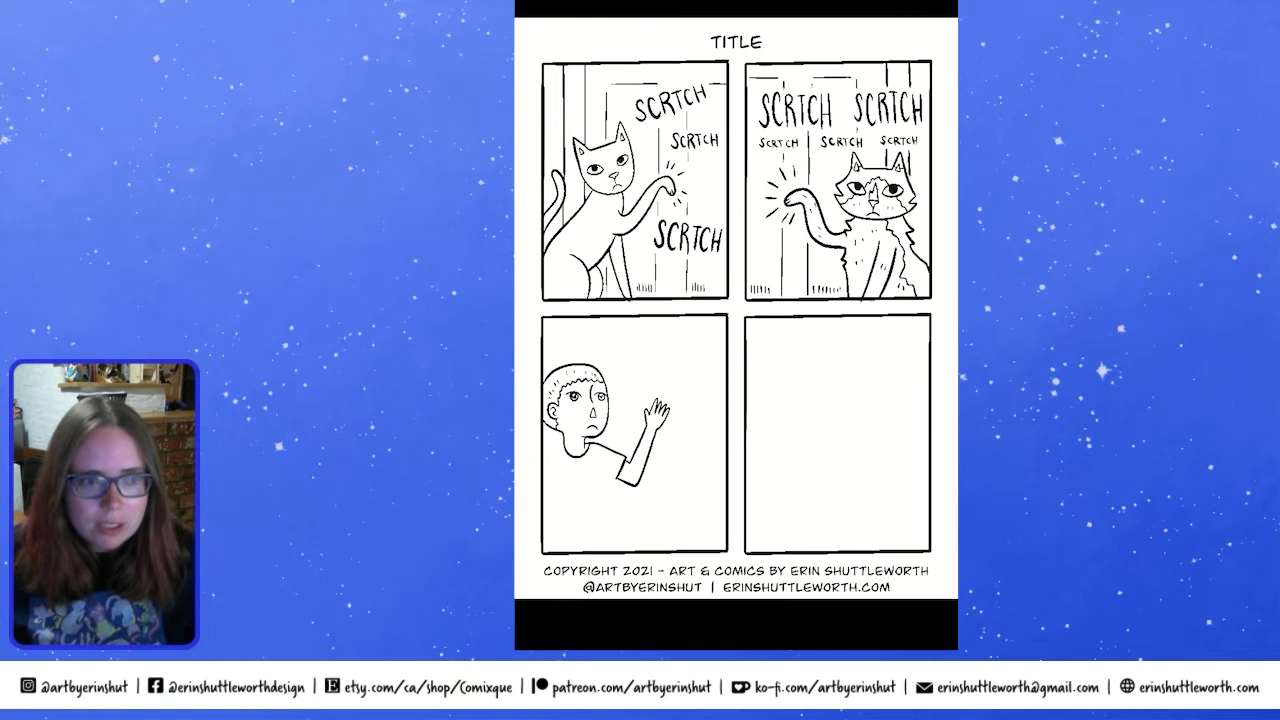 TITLE
SCRTCH
SCRTCH
SCRTCH
SCRTCH SCRTCH
SCRTCH SCRTCH SCRTCH
COPYRIGHT 2021 - ART & COMICS BY ERIN SHUTTLEWORTH
@ARTBYERINSHUT | ERINSHUTTLEWORTH.COM
@artbyerinshut | @erinshuttleworthdesign | etsy.com/ca/shop/Comixque | patreon.com/artbyerinshut | ko-fi.com/artbyerinshut | erinshuttleworth@gmail.com | erinshuttleworth.com